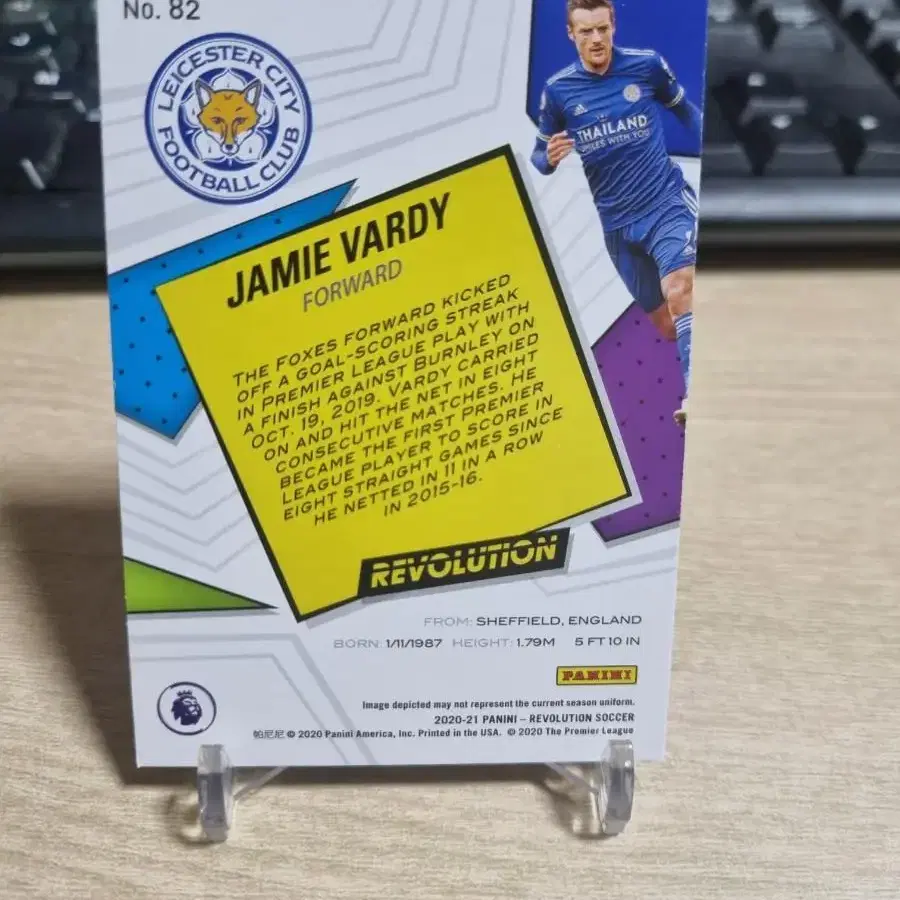 No. 82
LEICESTER CITY
FOOTBALL CLUB
THAILAND
SMILES WITH YOU
JAMIE VARDY
FORWARD
THE FOXES FORWARD KICKED
OFF A GOAL-SCORING STREAK
IN PREMIER LEAGUE PLAY WITH
A FINISH AGAINST BURNLEY ON
OCT. 19, 2019. VARDY CARRIED
ON AND HIT THE NET IN EIGHT
CONSECUTIVE MATCHES. HE
BECAME THE FIRST PREMIER
LEAGUE PLAYER TO SCORE IN
EIGHT STRAIGHT GAMES SINCE
HE NETTED IN 11 IN A ROW
IN 2015-16.
REVOLUTION
FROM: SHEFFIELD, ENGLAND
BORN: 1/11/1987 HEIGHT: 1.79M 5 FT 10 IN
PANINI
Image depicted may not represent the current season uniform.
2020-21 PANINI – REVOLUTION SOCCER
帕尼尼 © 2020 Panini America, Inc. Printed in the USA. © 2020 The Premier League